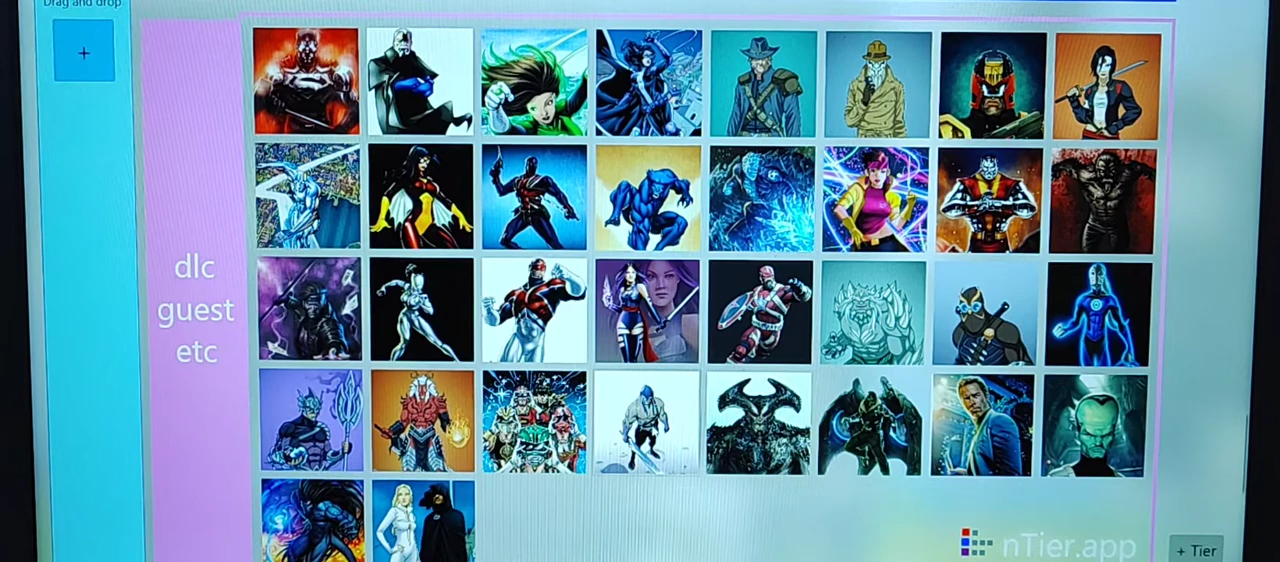 Drag and drop
+
dlc
guest
etc
nTier.app
+ Tier